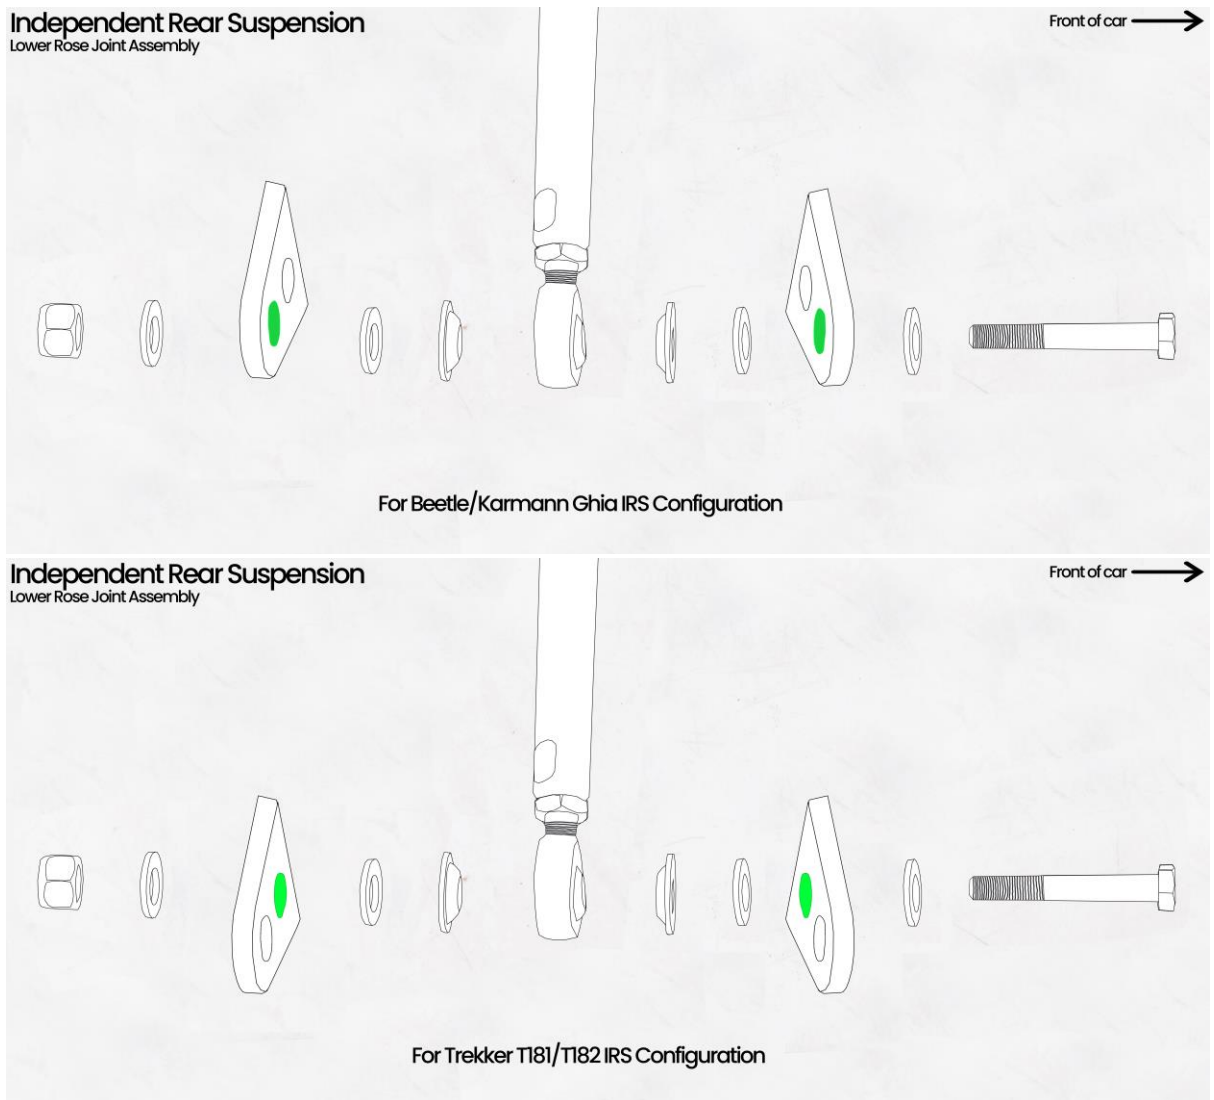 Independent Rear Suspension
Lower Rose Joint Assembly
Front of car
For Beetle/Karmann Ghia IRS Configuration
Independent Rear Suspension
Lower Rose Joint Assembly
Front of car
For Trekker T181/T182 IRS Configuration